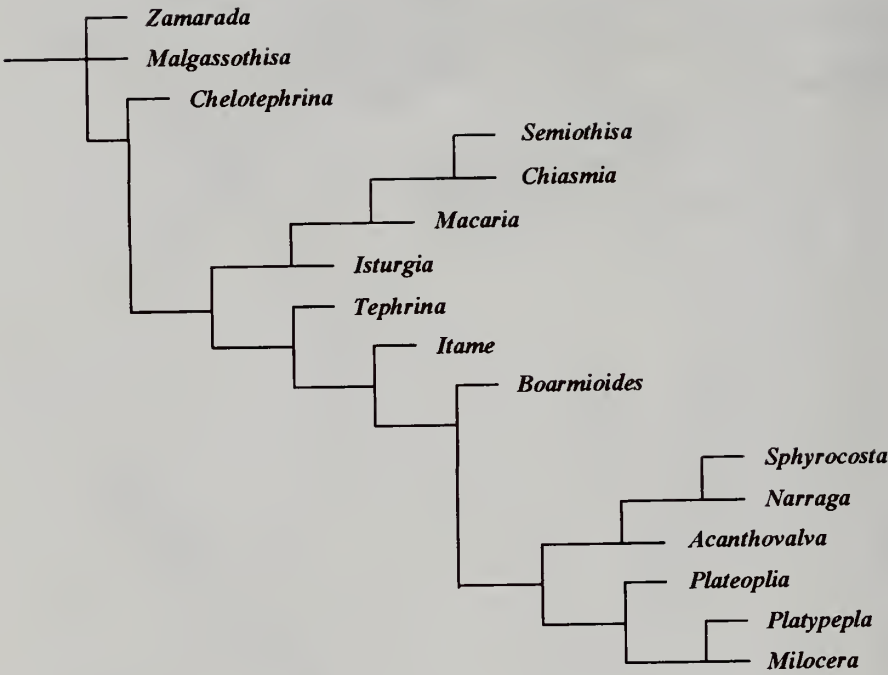 Zamarada
Malgassothisa
Chelotephrina
Semiothisa
Chiasmia
Macaria
Isturgia
Tephrina
Itame
Boarmioides
Sphyrocosta
Narraga
Acanthovalva
Plateoplia
Platypepla
Milocera